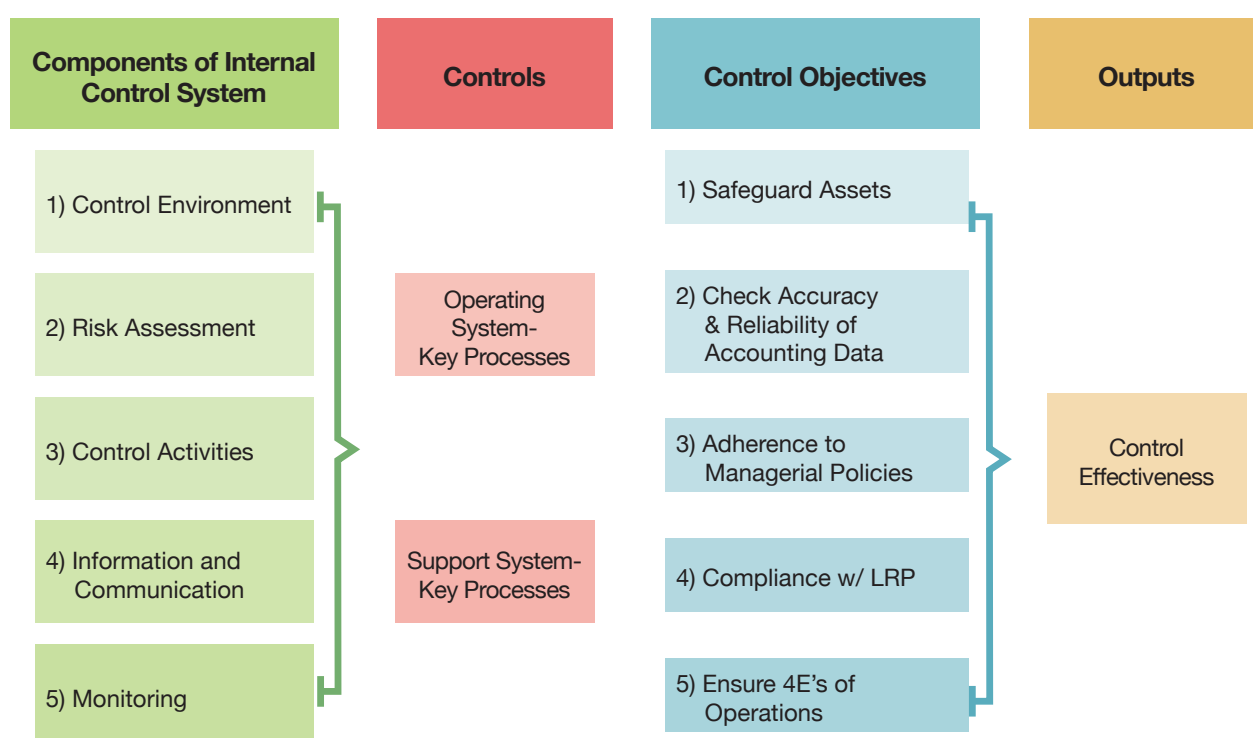 Components of Internal
Control System
Controls
Control Objectives
Outputs
1) Control Environment
2) Risk Assessment
3) Control Activities
4) Information and
Communication
5) Monitoring
Operating
System-
Key Processes
Support System-
Key Processes
1) Safeguard Assets
2) Check Accuracy
& Reliability of
Accounting Data
3) Adherence to
Managerial Policies
4) Compliance w/ LRP
5) Ensure 4E's of
Operations
Control
Effectiveness